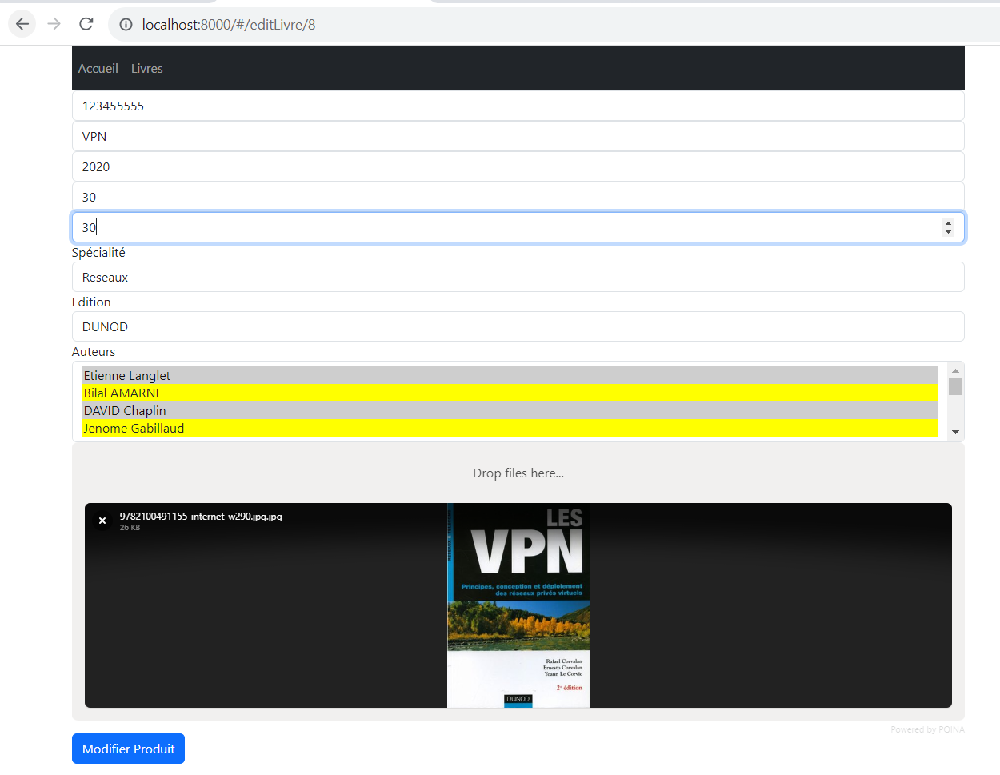 localhost:8000/#/editLivre/8
Accueil Livres
123455555
VPN
2020
30
30
Spécialité
Reseaux
Edition
DUNOD
Auteurs
Etienne Langlet
Bilal AMARNI
DAVID Chaplin
Jenome Gabillaud
Drop files here...
9782100491155_internet_w290.jpg.jpg
26 KB
RESEAUX & TELECOMS
LES
VPN
Principes, conception et déploiement
des réseaux privés virtuels
Rafael Corvalan
Ernesto Corvalan
Yoann Le Corvic
2e édition
DUNOD
Powered by PQINA
Modifier Produit